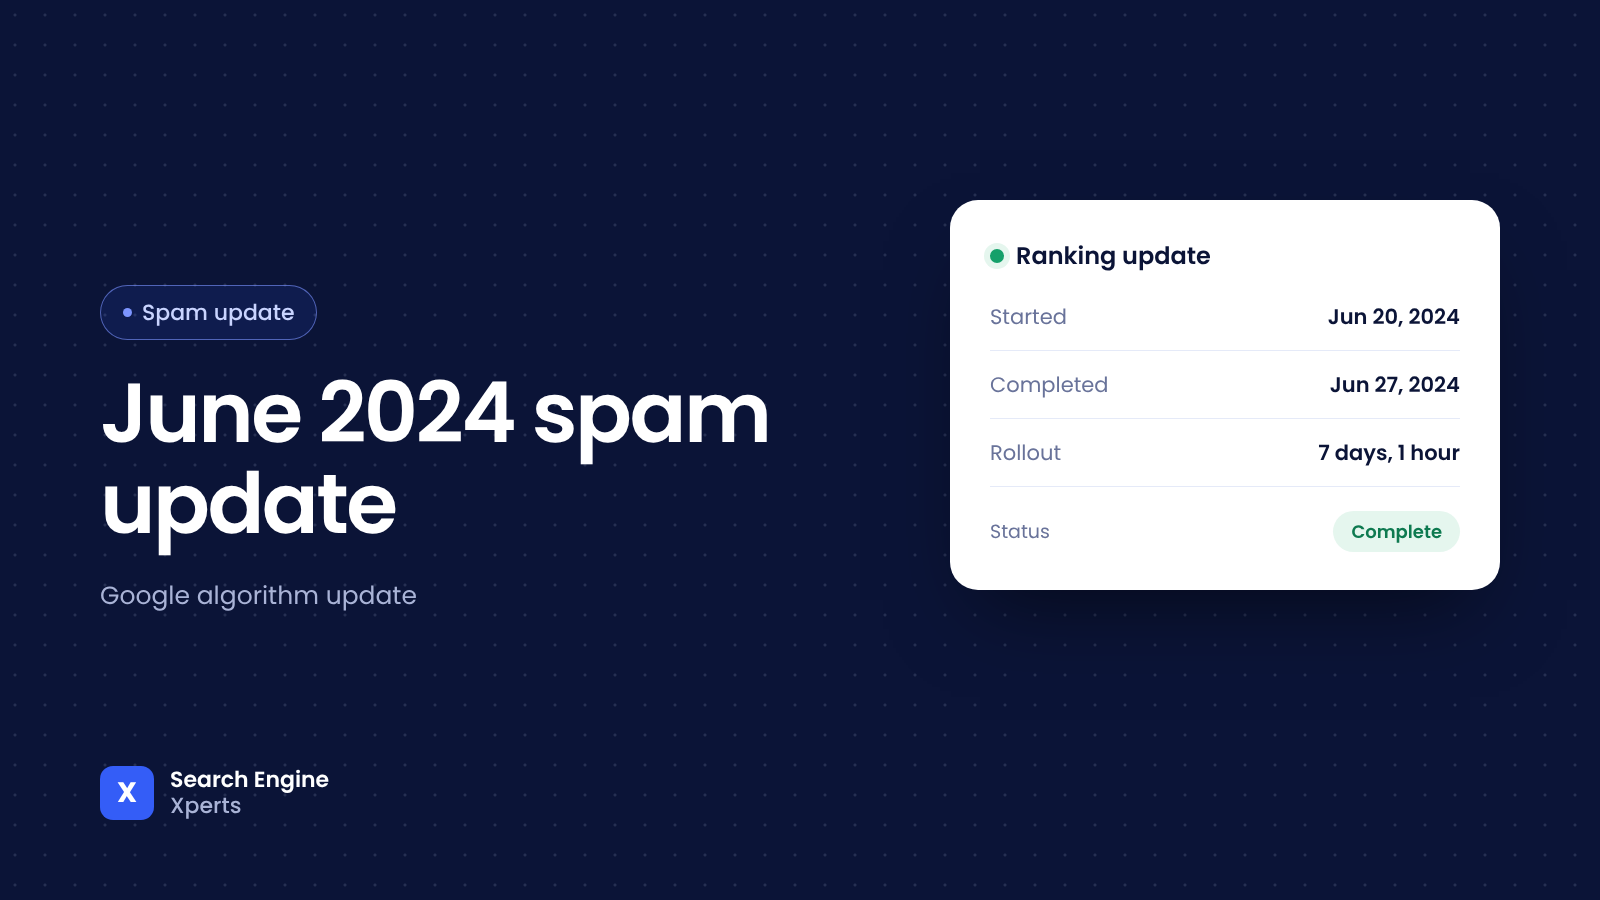 Spam update
June 2024 spam
update
Google algorithm update
X
Search Engine
Xperts
Ranking update
Started Jun 20, 2024
Completed Jun 27, 2024
Rollout 7 days, 1 hour
Status Complete